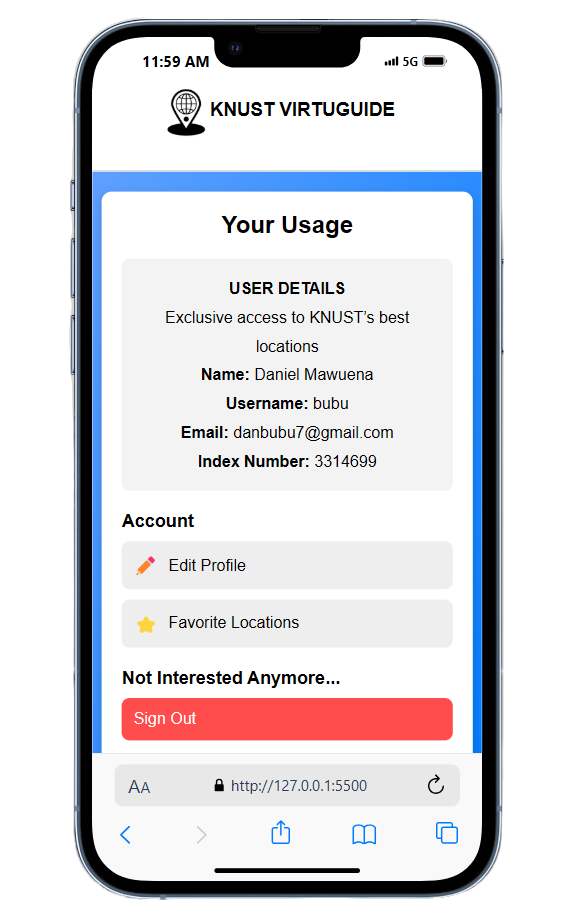 11:59 AM
5G
KNUST VIRTUGUIDE
Your Usage
USER DETAILS
Exclusive access to KNUST’s best
locations
Name: Daniel Mawuena
Username: bubu
Email: danbubu7@gmail.com
Index Number: 3314699
Account
Edit Profile
Favorite Locations
Not Interested Anymore...
Sign Out
AA
http://127.0.0.1:5500